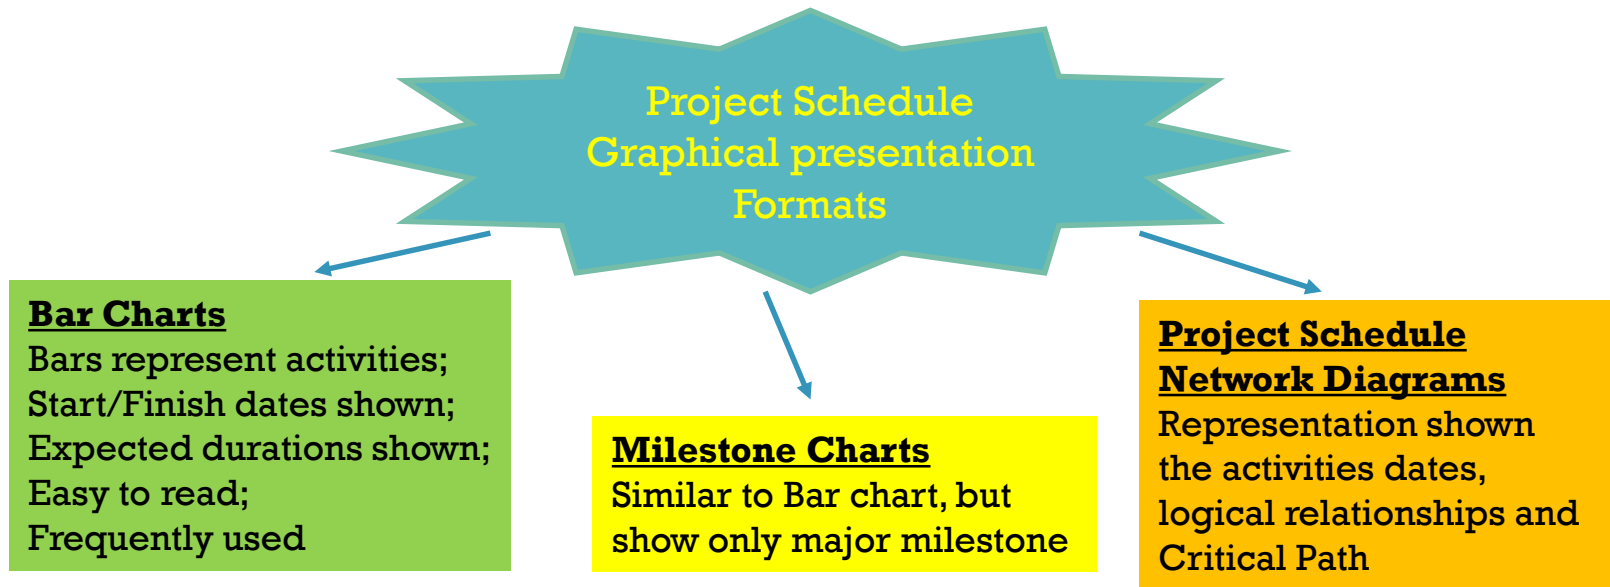 Project Schedule
Graphical presentation
Formats
Bar Charts
Bars represent activities;
Start/Finish dates shown;
Expected durations shown;
Easy to read;
Frequently used
Milestone Charts
Similar to Bar chart, but
show only major milestone
Project Schedule
Network Diagrams
Representation shown
the activities dates,
logical relationships and
Critical Path